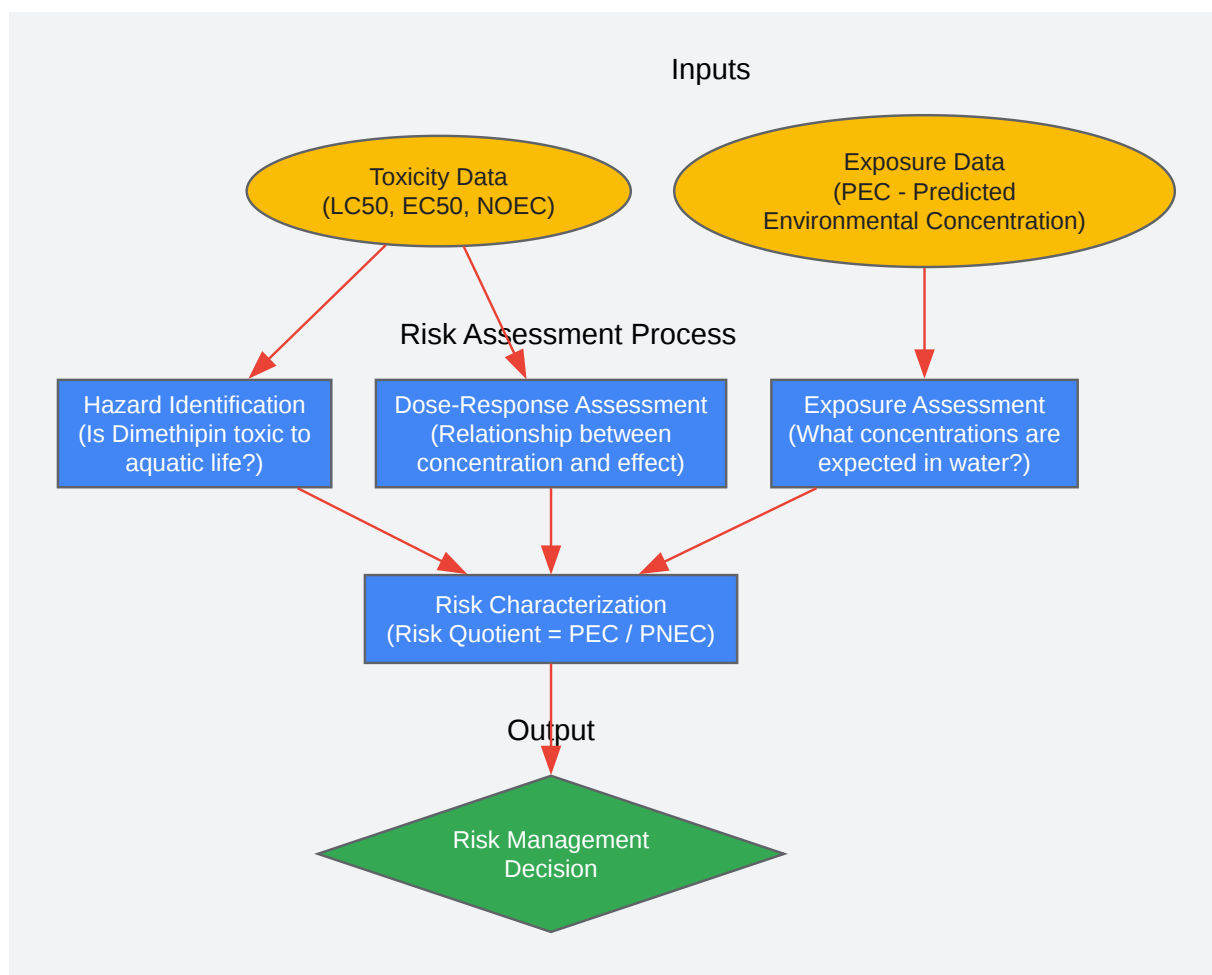 Inputs
Toxicity Data
(LC50, EC50, NOEC)
Exposure Data
(PEC - Predicted
Environmental Concentration)
Risk Assessment Process
Hazard Identification
(Is Dimethipin toxic to
aquatic life?)
Dose-Response Assessment
(Relationship between
concentration and effect)
Exposure Assessment
(What concentrations are
expected in water?)
Risk Characterization
(Risk Quotient = PEC / PNEC)
Output
Risk Management
Decision